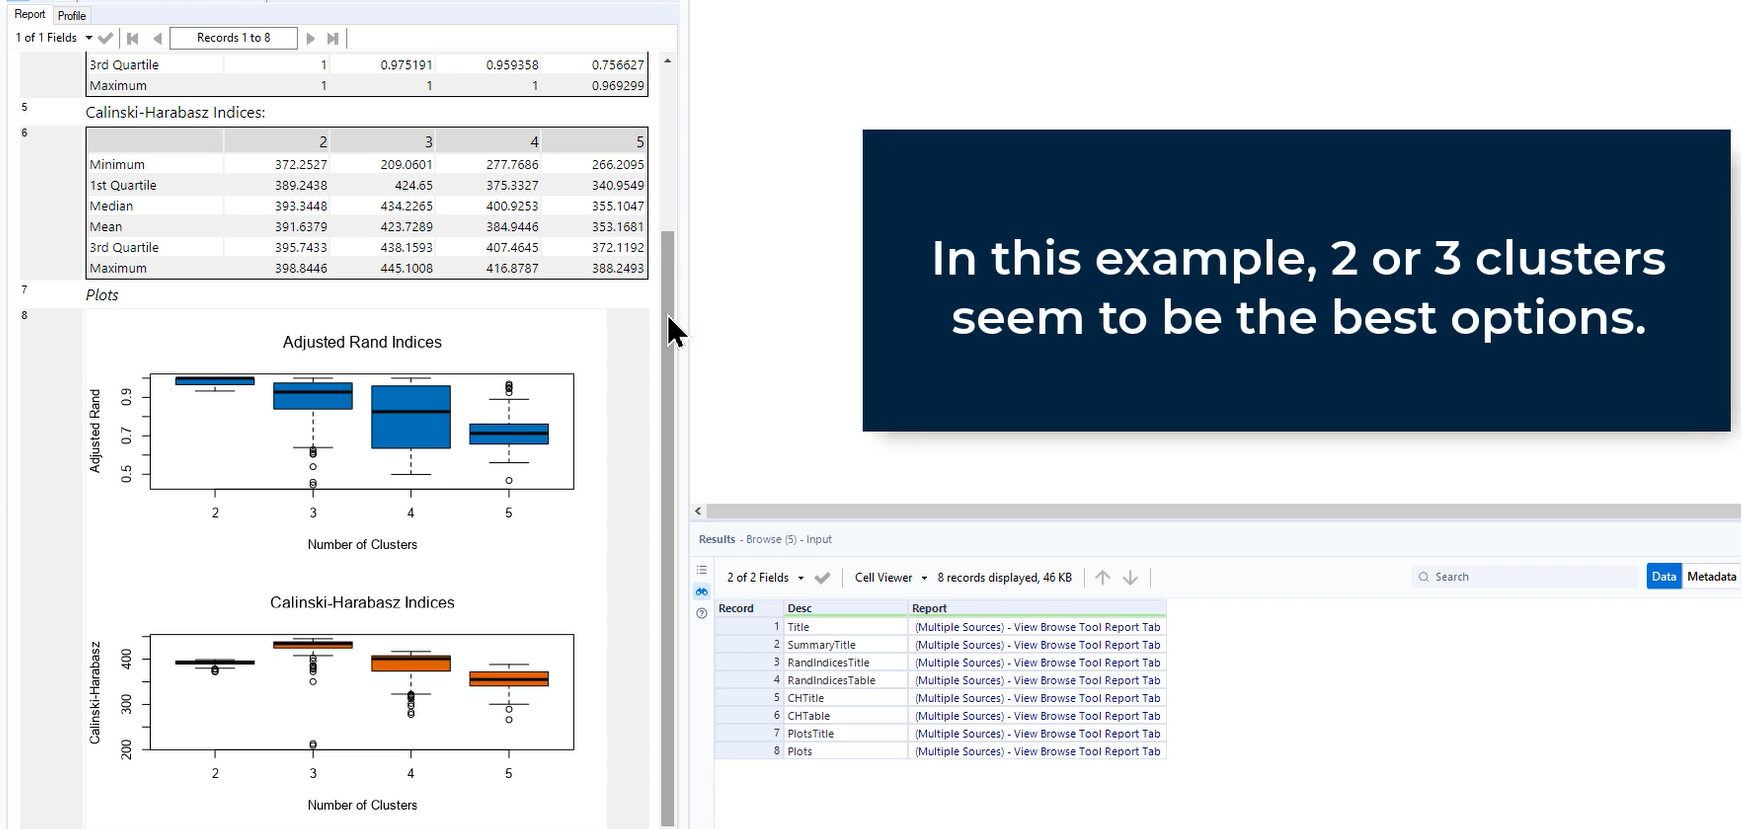 Report Profile
1 of 1 Fields Records 1 to 8
3rd Quartile 1 0.975191 0.959358 0.756627
Maximum 1 1 1 0.969299
5 Calinski-Harabasz Indices:
6
2 3 4 5
Minimum 372.2527 209.0601 277.7686 266.2095
1st Quartile 389.2438 424.65 375.3327 340.9549
Median 393.3448 434.2265 400.9253 355.1047
Mean 391.6379 423.7289 384.9446 353.1681
3rd Quartile 395.7433 438.1593 407.4645 372.1192
Maximum 398.8446 445.1008 416.8787 388.2493
7 Plots
8
Adjusted Rand Indices
Adjusted Rand
0.9
0.7
0.5
2 3 4 5
Number of Clusters
Calinski-Harabasz Indices
Calinski-Harabasz
400
300
200
2 3 4 5
Number of Clusters
In this example, 2 or 3 clusters
seem to be the best options.
Results - Browse (5) - Input
2 of 2 Fields Cell Viewer 8 records displayed, 46 KB Search Data Metadata
Record Desc Report
1 Title (Multiple Sources) - View Browse Tool Report Tab
2 SummaryTitle (Multiple Sources) - View Browse Tool Report Tab
3 RandIndicesTitle (Multiple Sources) - View Browse Tool Report Tab
4 RandIndicesTable (Multiple Sources) - View Browse Tool Report Tab
5 CHTitle (Multiple Sources) - View Browse Tool Report Tab
6 CHTable (Multiple Sources) - View Browse Tool Report Tab
7 PlotsTitle (Multiple Sources) - View Browse Tool Report Tab
8 Plots (Multiple Sources) - View Browse Tool Report Tab